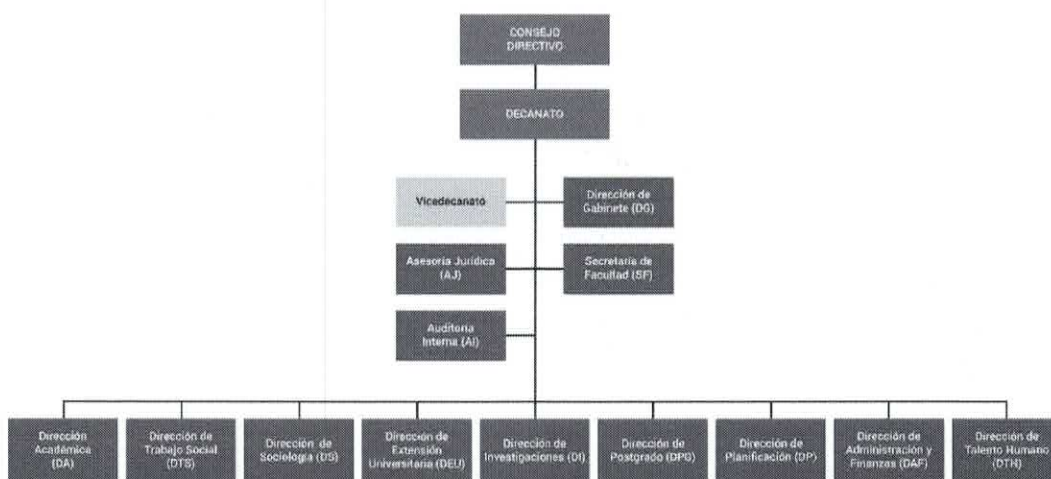 CONSEJO
DIRECTIVO
DECANATO
Vicedecanato
Dirección de
Gabinete (DG)
Asesoría Jurídica
(AJ)
Secretaría de
Facultad (SF)
Auditoría
Interna (AI)
Dirección
Académica
(DA)
Dirección de
Trabajo Social
(DTS)
Dirección de
Sociología (DS)
Dirección de
Extensión
Universitaria (DEU)
Dirección de
Investigaciones (DI)
Dirección de
Postgrado (DPG)
Dirección de
Planificación (DP)
Dirección de
Administración y
Finanzas (DAF)
Dirección de
Talento Humano
(DTH)